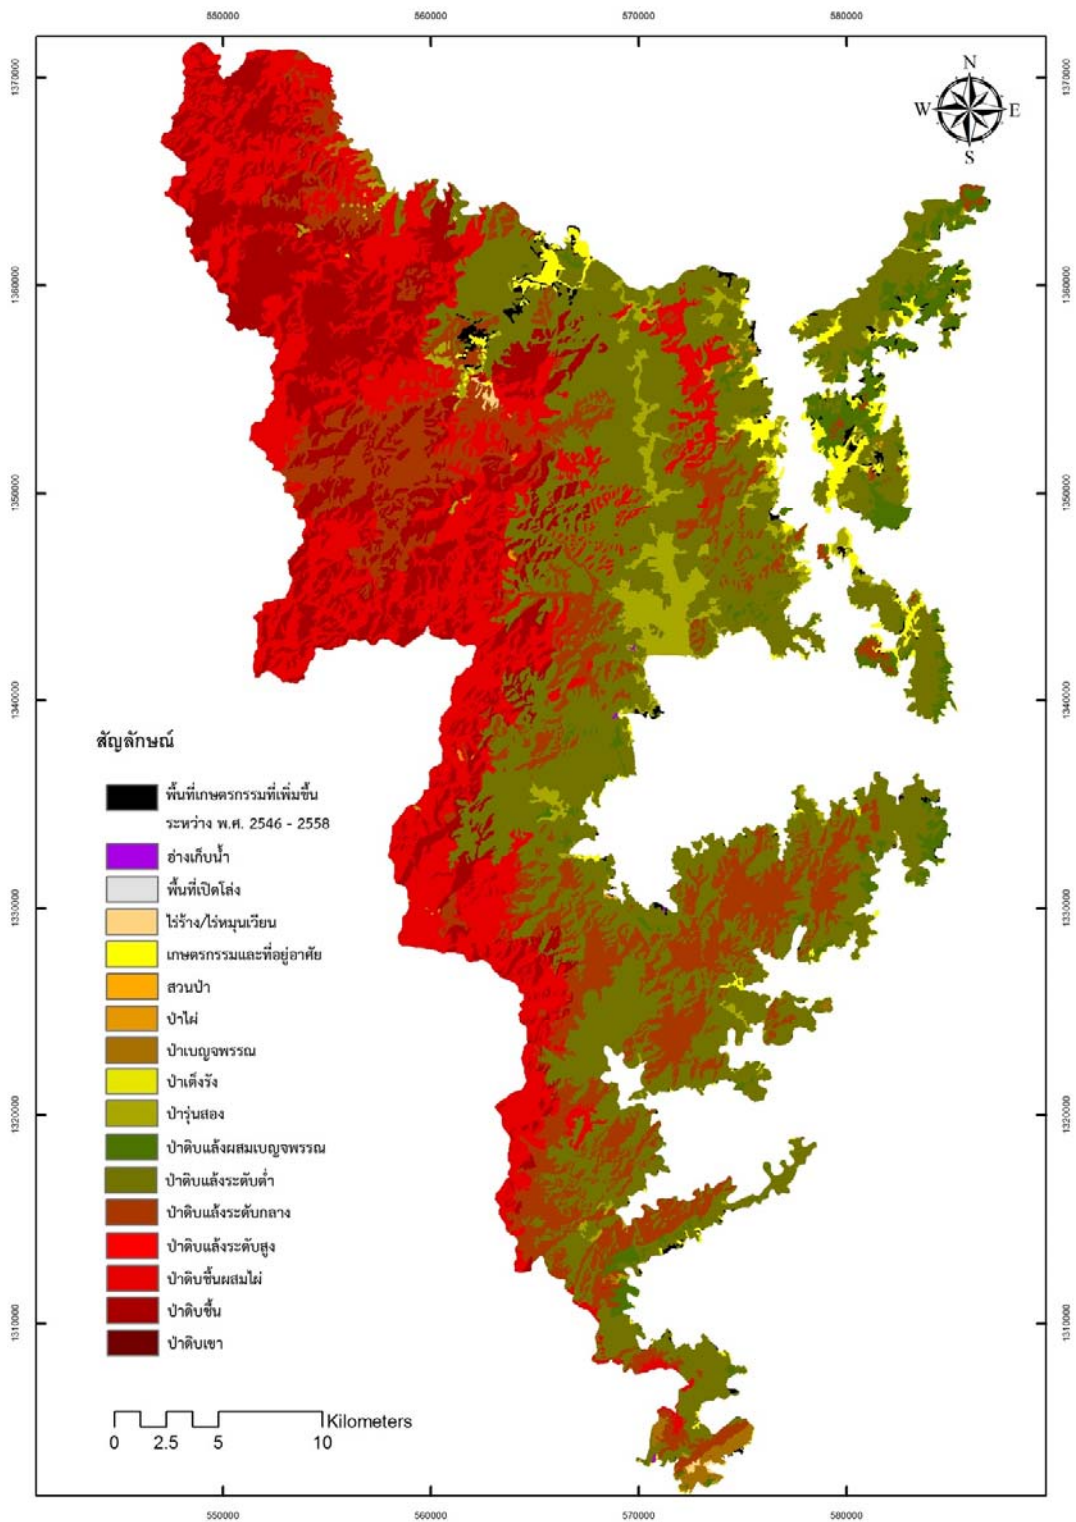 550000 560000 570000 580000
1370000 1370000
N
W E
S
1360000 1360000
1350000 1350000
1340000 1340000
สัญลักษณ์
พื้นที่เกษตรกรรมที่เพิ่มขึ้น
ระหว่าง พ.ศ. 2546 - 2558
อ่างเก็บน้ำ
พื้นที่เปิดโล่ง
1330000 1330000
ไร่ร้าง/ไร่หมุนเวียน
เกษตรกรรมและที่อยู่อาศัย
สวนป่า
ป่าไผ่
ป่าเบญจพรรณ
ป่าเต็งรัง
1320000 1320000
ป่ารุ่นสอง
ป่าดิบแล้งผสมเบญจพรรณ
ป่าดิบแล้งระดับต่ำ
ป่าดิบแล้งระดับกลาง
ป่าดิบแล้งระดับสูง
ป่าดิบชื้นผสมไผ่
ป่าดิบชื้น
1310000 1310000
ป่าดิบเขา
Kilometers
0 2.5 5 10
550000 560000 570000 580000